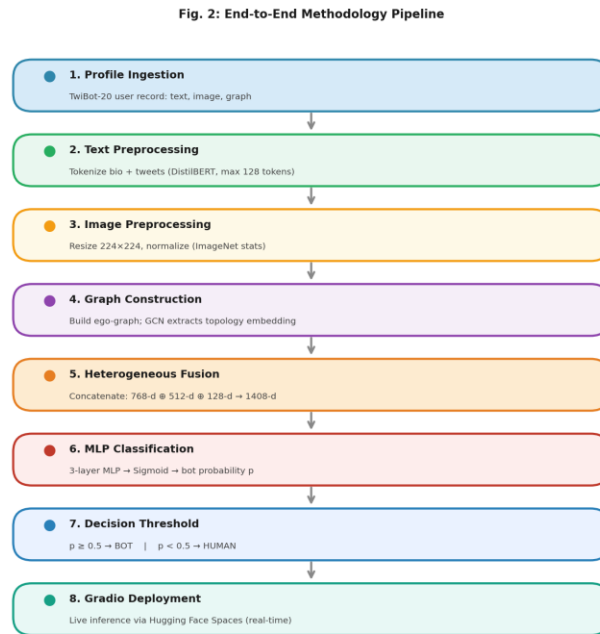 Fig. 2: End-to-End Methodology Pipeline
1. Profile Ingestion
TwiBot-20 user record: text, image, graph
2. Text Preprocessing
Tokenize bio + tweets (DistilBERT, max 128 tokens)
3. Image Preprocessing
Resize 224×224, normalize (ImageNet stats)
4. Graph Construction
Build ego-graph; GCN extracts topology embedding
5. Heterogeneous Fusion
Concatenate: 768-d ⊕ 512-d ⊕ 128-d → 1408-d
6. MLP Classification
3-layer MLP → Sigmoid → bot probability p
7. Decision Threshold
p ≥ 0.5 → BOT | p < 0.5 → HUMAN
8. Gradio Deployment
Live inference via Hugging Face Spaces (real-time)